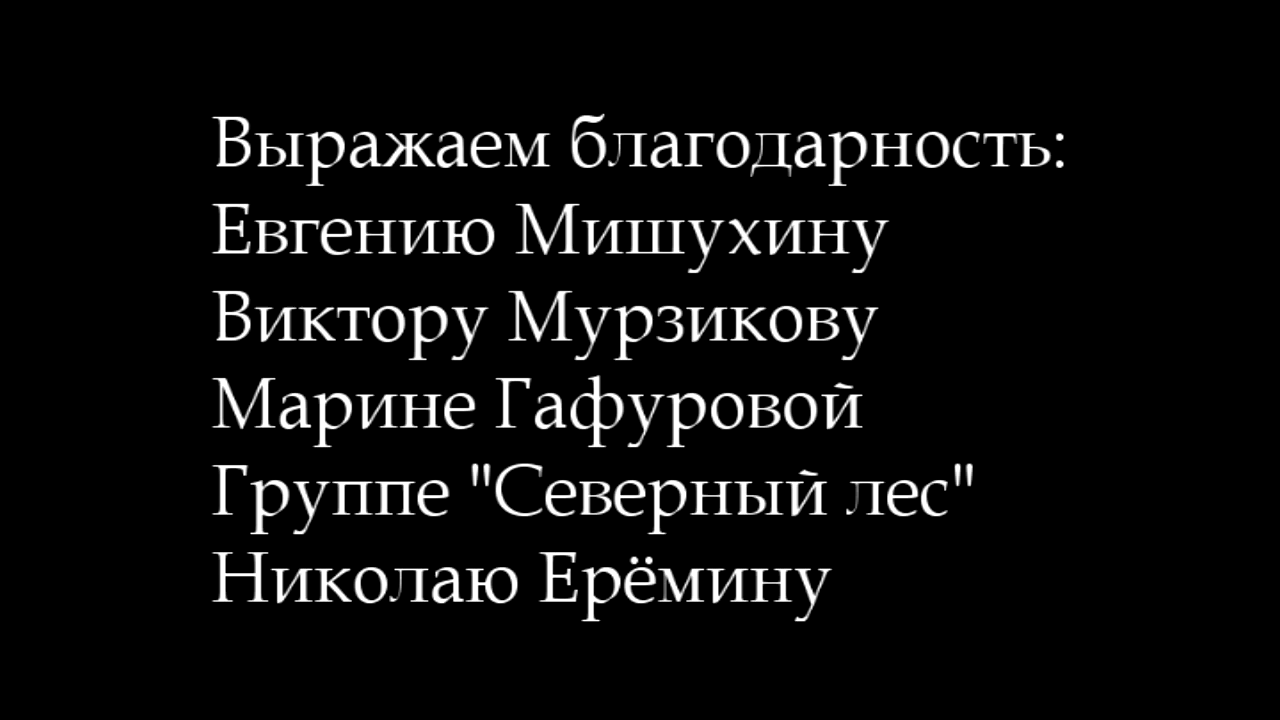 Выражаем благодарность:
Евгению Мишухину
Виктору Мурзикову
Марине Гафуровой
Группе "Северный лес"
Николаю Ерёмину